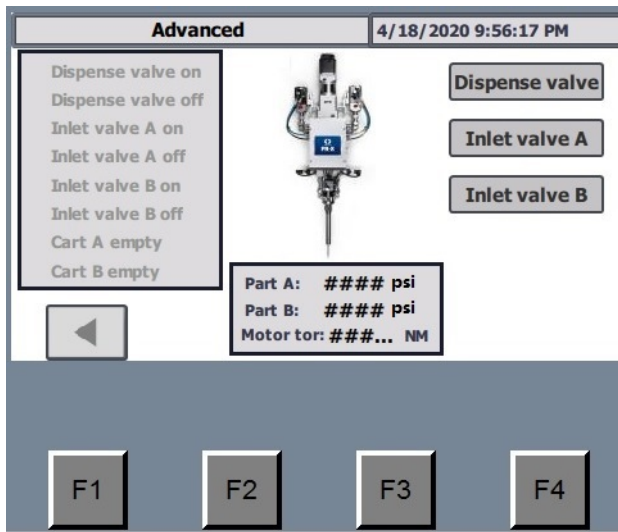 Advanced
4/18/2020 9:56:17 PM
Dispense valve on
Dispense valve off
Inlet valve A on
Inlet valve A off
Inlet valve B on
Inlet valve B off
Cart A empty
Cart B empty
PR-X
Dispense valve
Inlet valve A
Inlet valve B
Part A: #### psi
Part B: #### psi
Motor tor: ###... NM
F1
F2
F3
F4